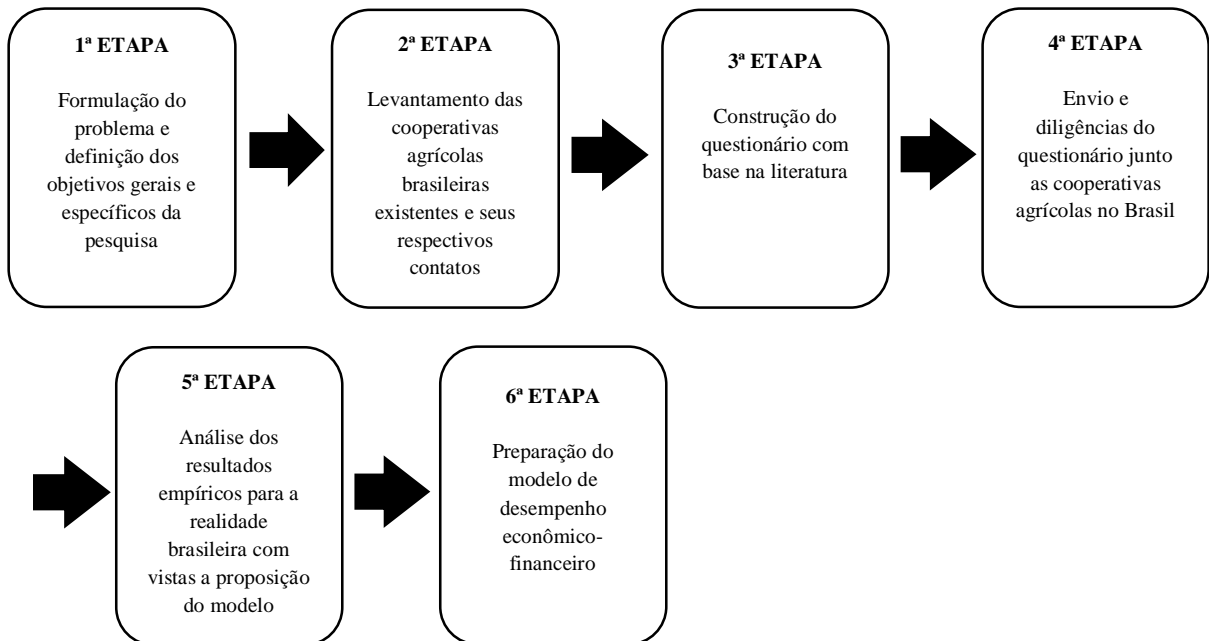 1ª ETAPA
Formulação do
problema e
definição dos
objetivos gerais e
específicos da
pesquisa
2ª ETAPA
Levantamento das
cooperativas
agrícolas
brasileiras
existentes e seus
respectivos
contatos
3ª ETAPA
Construção do
questionário com
base na literatura
4ª ETAPA
Envio e
diligências do
questionário junto
as cooperativas
agrícolas no Brasil
5ª ETAPA
Análise dos
resultados
empíricos para a
realidade
brasileira com
vistas a proposição
do modelo
6ª ETAPA
Preparação do
modelo de
desempenho
econômico-
financeiro